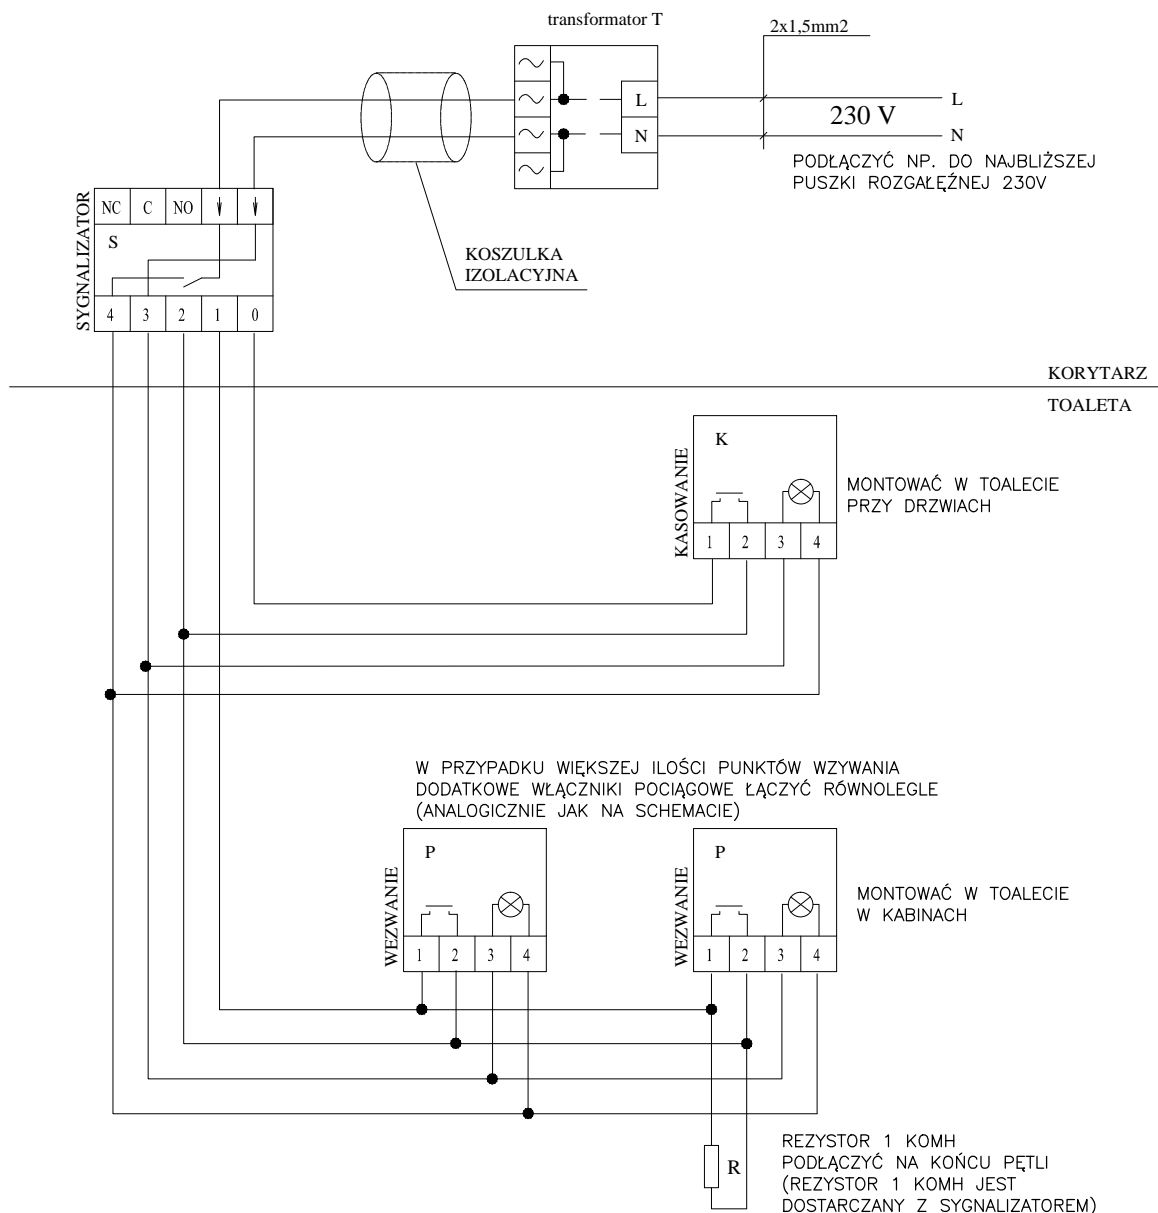 transformator T
2x1,5mm2
L
N
230 V
L
N
PODŁĄCZYĆ NP. DO NAJBLIŻSZEJ
PUSZKI ROZGAŁĘŹNEJ 230V
KOSZULKA
IZOLACYJNA
SYGNALIZATOR
NC C NO
S
4 3 2 1 0
KORYTARZ
TOALETA
KASOWANIE
K
1 2 3 4
MONTOWAĆ W TOALECIE
PRZY DRZWIACH
W PRZYPADKU WIĘKSZEJ ILOŚCI PUNKTÓW WZYWANIA
DODATKOWE WŁĄCZNIKI POCIĄGOWE ŁĄCZYĆ RÓWNOLEGLE
(ANALOGICZNIE JAK NA SCHEMACIE)
WEZWANIE
P
1 2 3 4
WEZWANIE
P
1 2 3 4
MONTOWAĆ W TOALECIE
W KABINACH
R
REZYSTOR 1 KOMH
PODŁĄCZYĆ NA KOŃCU PĘTLI
(REZYSTOR 1 KOMH JEST
DOSTARCZANY Z SYGNALIZATOREM)